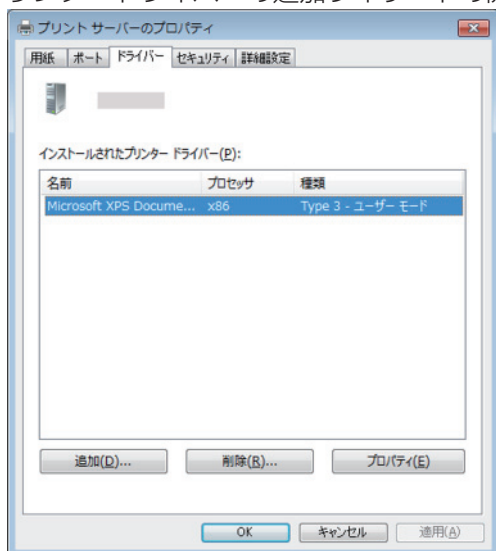 プリント サーバーのプロパティ
用紙 ポート ドライバー セキュリティ 詳細設定
インストールされたプリンター ドライバー(P):
名前 プロセッサ 種類
Microsoft XPS Docume... x86 Type 3 - ユーザー モード
追加(D)... 削除(R)... プロパティ(E)
OK キャンセル 適用(A)